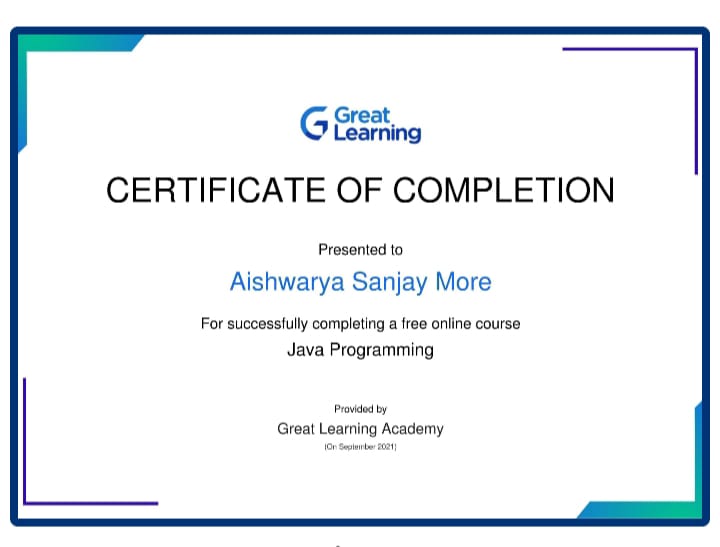 Great
Learning
CERTIFICATE OF COMPLETION
Presented to
Aishwarya Sanjay More
For successfully completing a free online course
Java Programming
Provided by
Great Learning Academy
(On September 2021)